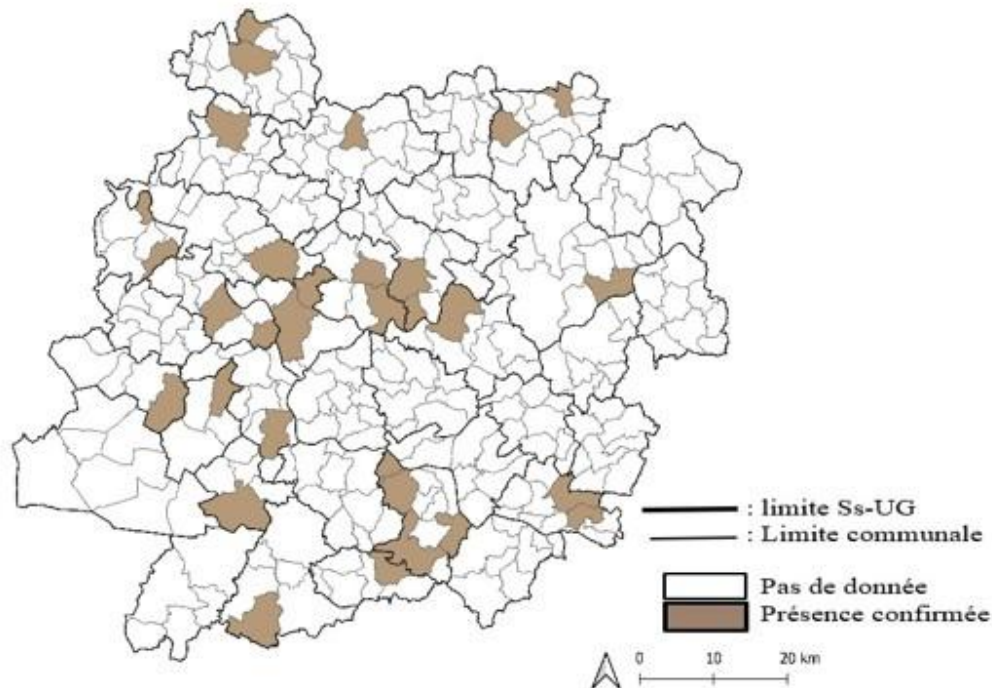 : limite Ss-UG
: Limite communale
Pas de donnée
Présence confirmée
0 10 20 km